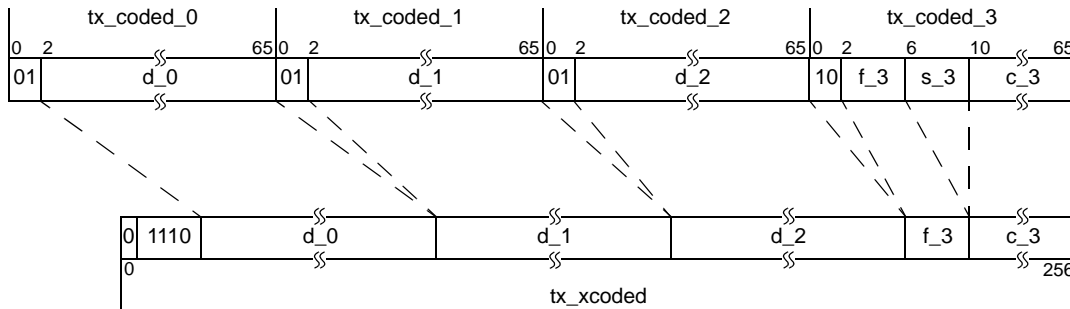 tx_coded_0 tx_coded_1 tx_coded_2 tx_coded_3
0 2 65 0 2 65 0 2 65 0 2 6 10 65
01 d_0 01 d_1 01 d_2 10 f_3 s_3 c_3
0 1110 d_0 d_1 d_2 f_3 c_3
0 256
tx_xcoded